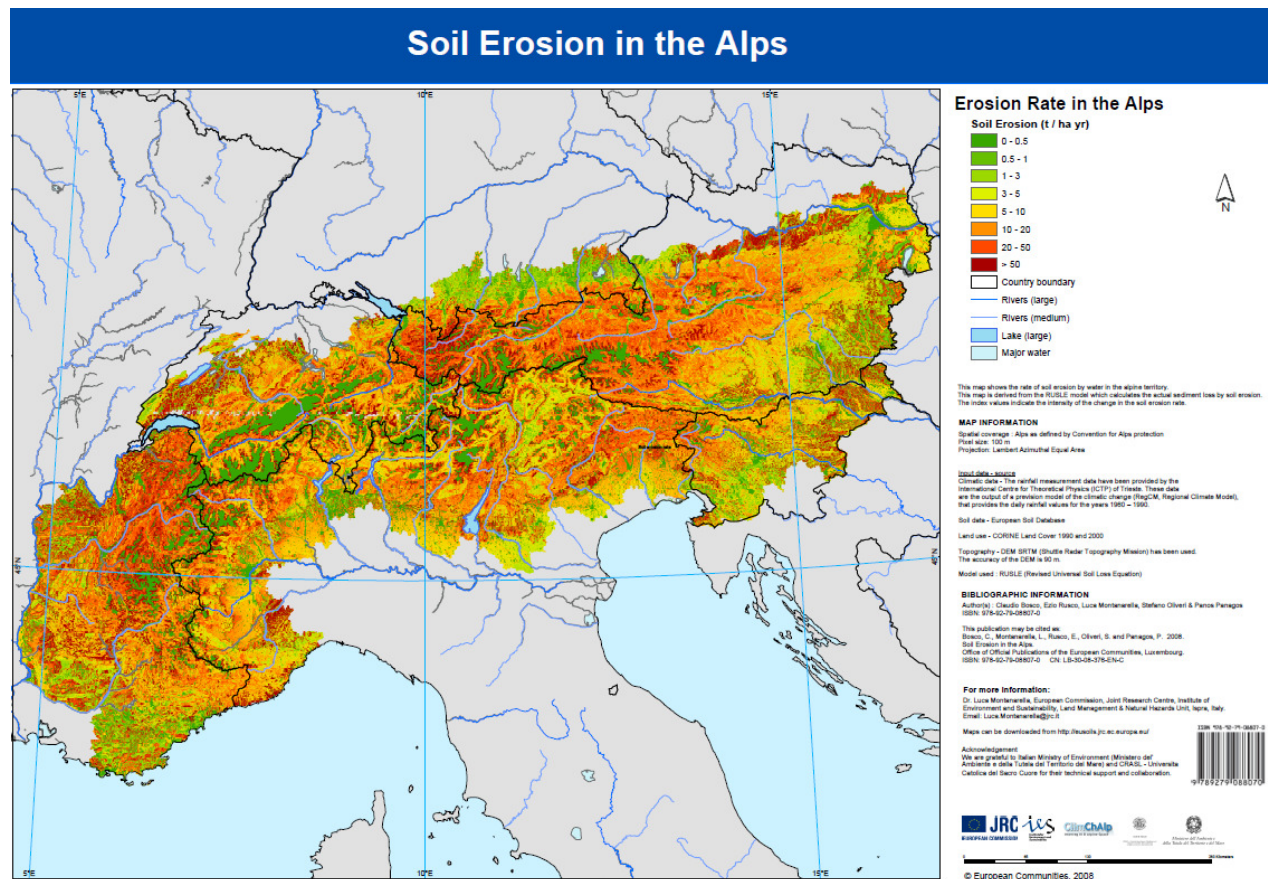 Soil Erosion in the Alps
5°E
10°E
15°E
45°N
45°N
5°E
15°E
Erosion Rate in the Alps
Soil Erosion (t / ha yr)
0 - 0.5
0.5 - 1
1 - 3
3 - 5
5 - 10
10 - 20
20 - 50
> 50
Country boundary
Rivers (large)
Rivers (medium)
Lake (large)
Major water
N
This map shows the rate of soil erosion by water in the alpine territory.
This map is derived from the RUSLE model which calculates the actual sediment loss by soil erosion.
The index values indicate the intensity of the change in the soil erosion rate.
MAP INFORMATION
Spatial coverage : Alps as defined by Convention for Alps protection
Pixel size: 100 m
Projection: Lambert Azimuthal Equal Area
Input data - source
Climatic data - The rainfall measurement data have been provided by the
International Centre for Theoretical Physics (ICTP) of Trieste. These data
are the output of a prevision model of the climatic change (RegCM, Regional Climate Model),
that provides the daily rainfall values for the years 1960 – 1990.
Soil data - European Soil Database
Land use - CORINE Land Cover 1990 and 2000
Topography - DEM SRTM (Shuttle Radar Topography Mission) has been used.
The accuracy of the DEM is 90 m.
Model used : RUSLE (Revised Universal Soil Loss Equation)
BIBLIOGRAPHIC INFORMATION
Author(s) : Claudio Bosco, Ezio Rusco, Luca Montanarella, Stefano Oliveri & Panos Panagos
ISBN: 978-92-79-08807-0
This publication may be cited as:
Bosco, C., Montanarella, L., Rusco, E., Oliveri, S. and Panagos, P. 2008.
Soil Erosion in the Alps.
Office of Official Publications of the European Communities, Luxembourg.
ISBN: 978-92-79-08807-0 CN: LB-30-08-376-EN-C
For more information:
Dr. Luca Montanarella, European Commission, Joint Research Centre, Institute of
Environment and Sustainability, Land Management & Natural Hazards Unit, Ispra, Italy.
Email: Luca.Montanarella@jrc.it
Maps can be downloaded from http://eusoils.jrc.ec.europa.eu/
ISBN 978-92-79-08807-0
Acknowledgement
We are grateful to Italian Ministry of Environment (Ministero dell'
Ambiente e della Tutela del Territorio del Mare) and CRASL - Universita
Catolica del Sacro Cuore for their technical support and collaboration.
9 789279 088070
JRC
EUROPEAN COMMISSION
ies
ClimChAlp
© European Communities, 2008